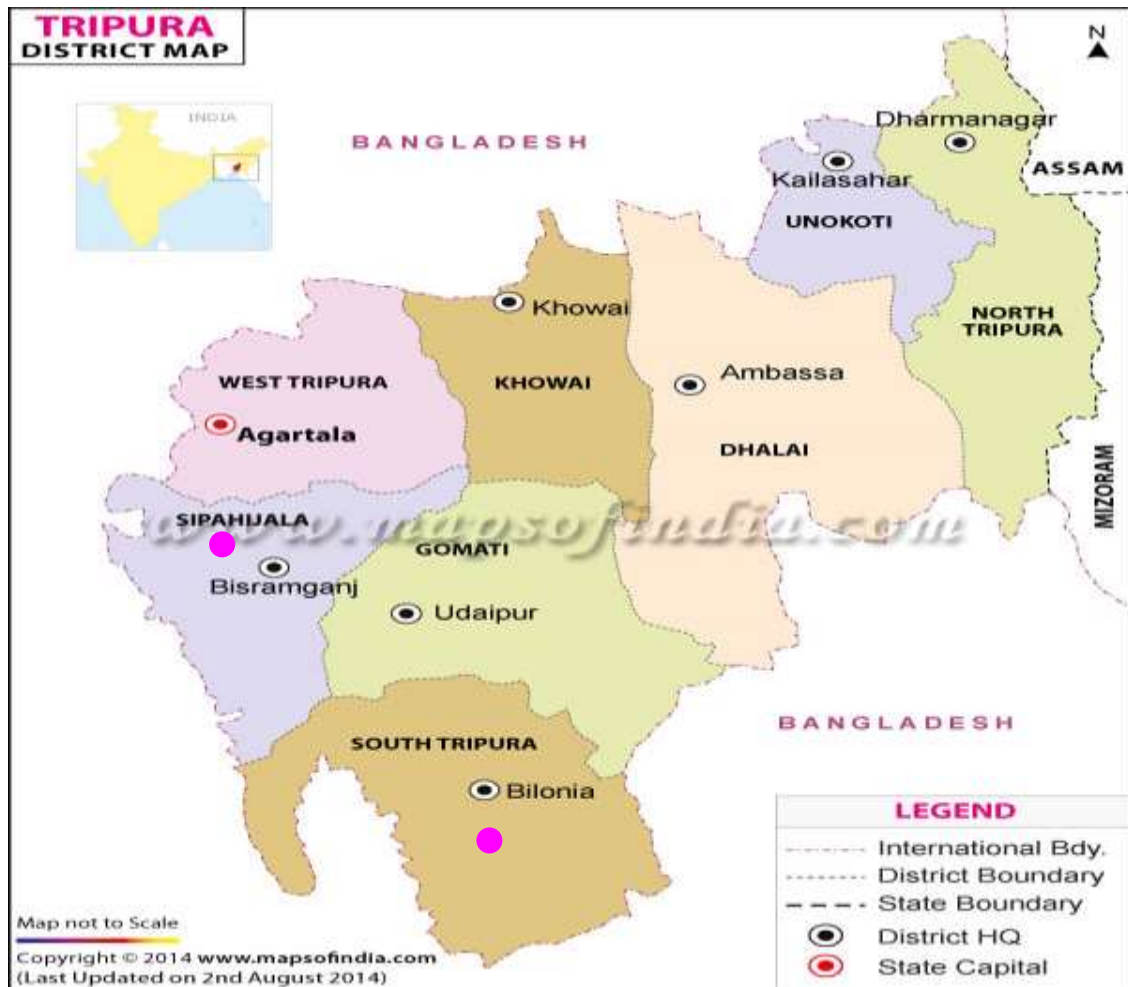 TRIPURA
DISTRICT MAP
N
INDIA
BANGLADESH
Dharmanagar
ASSAM
Kailasahar
UNOKOTI
NORTH
TRIPURA
Khowai
WEST TRIPURA
KHOWAI
Ambassa
Agartala
DHALAI
MIZORAM
SIPAHIJALA
www.mapsofindia.com
GOMATI
Bisramganj
Udaipur
BANGLADESH
SOUTH TRIPURA
Bilonia
LEGEND
International Bdy.
District Boundary
State Boundary
District HQ
State Capital
Map not to Scale
Copyright © 2014 www.mapsofindia.com
(Last Updated on 2nd August 2014)